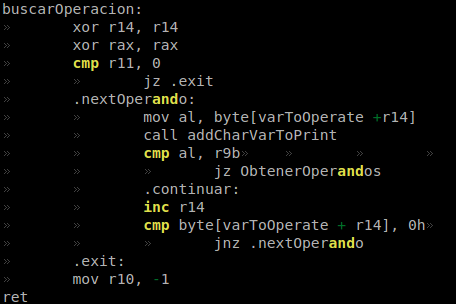 buscarOperacion:
»	xor r14, r14
»	xor rax, rax
»	cmp r11, 0
»	»	jz .exit
»	.nextOperando:
»	»	mov al, byte[varToOperate +r14]
»	»	call addCharVarToPrint
»	»	cmp al, r9b»	»	»	»
»	»	»	jz ObtenerOperandos
»	»	.continuar:
»	»	inc r14
»	»	cmp byte[varToOperate + r14], 0h»
»	»	»	jnz .nextOperando
»	.exit:
»	mov r10, -1
ret